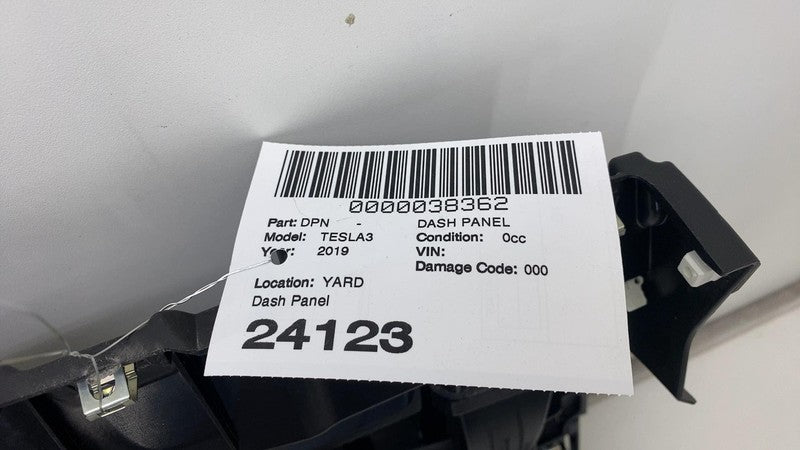 0000038362
Part: DPN - DASH PANEL
Model: TESLA3 Condition: 0cc
Year: 2019 VIN:
Damage Code: 000
Location: YARD
Dash Panel
24123